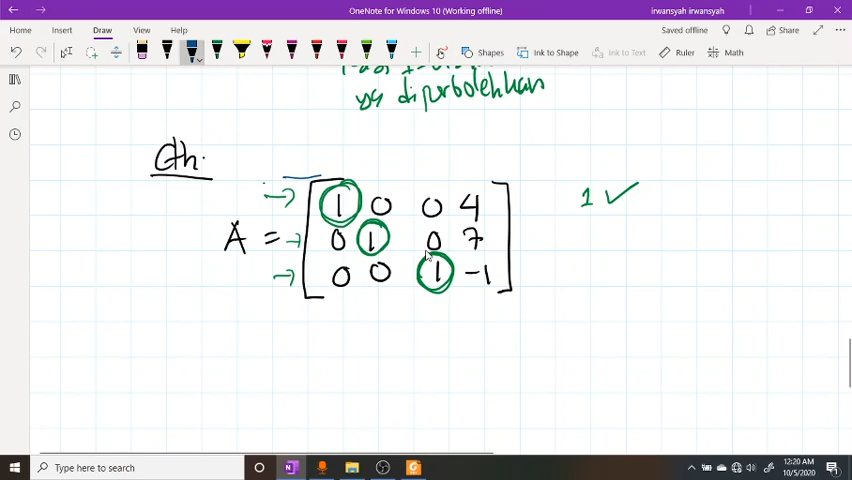 OneNote for Windows 10 (Working offline)
irwansyah irwansyah
Home Insert Draw View Help
Saved offline
Share
Shapes Ink to Shape Ink to Text Ruler Math
yg diperbolehkan
Cth.
1 0 0 4
A = 0 1 0 7
0 0 1 -1
1 ✓
Type here to search
12:20 AM
10/5/2020